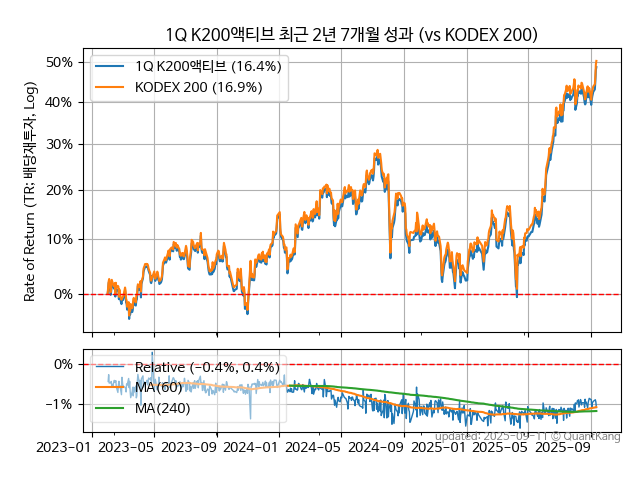 1Q K200액티브 최근 2년 7개월 성과 (vs KODEX 200)
1Q K200액티브 (16.4%)
KODEX 200 (16.9%)
Rate of Return (TR: 배당재투자, Log)
50%
40%
30%
20%
10%
0%
Relative (−0.4%, 0.4%)
MA(60)
MA(240)
0%
−1%
2023-01 2023-05 2023-09 2024-01 2024-05 2024-09 2025-01 2025-05 2025-09
updated: 2025-09-11 © QuantKang